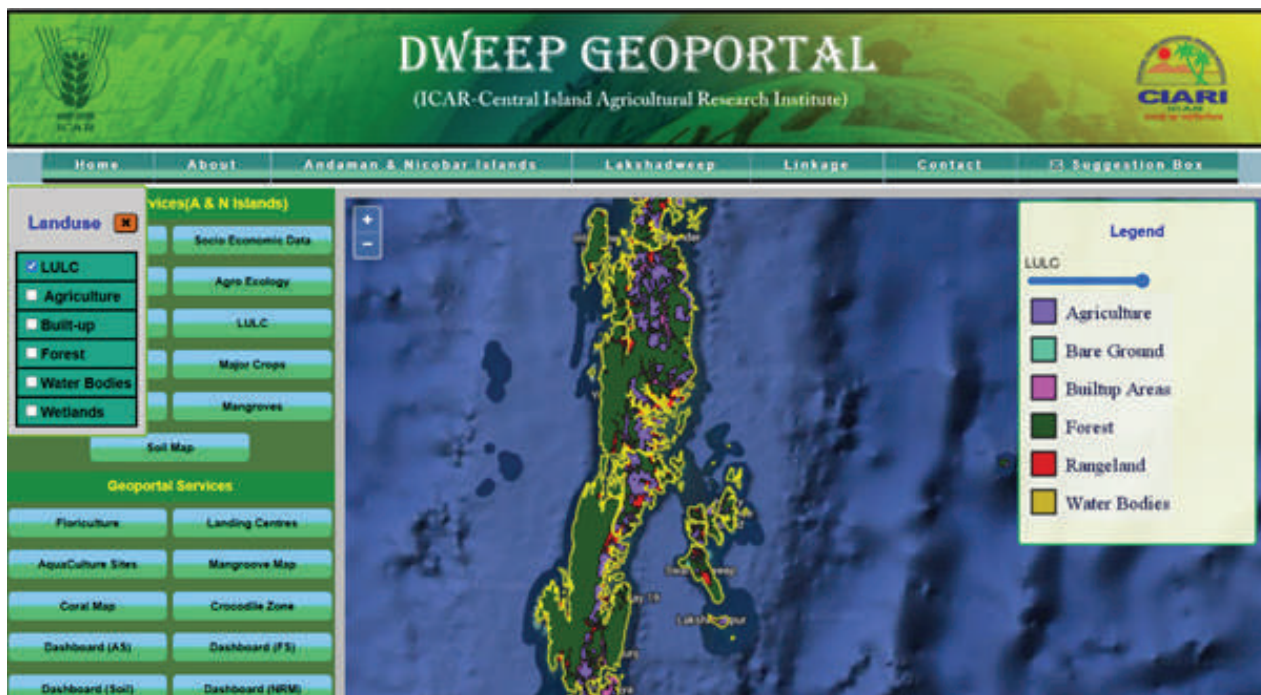 DWEEP GEOPORTAL
(ICAR-Central Island Agricultural Research Institute)
ICAR
CIARI
ICAR
Home About Andaman & Nicobar Islands Lakshadweep Linkage Contact Suggestion Box
vices(A & N Islands)
Landuse
LULC
Agriculture
Built-up
Forest
Water Bodies
Wetlands
Socio Economic Data
Agro Ecology
LULC
Major Crops
Mangroves
Soil Map
Geoportal Services
Floriculture Landing Centres
AquaCulture Sites Mangroove Map
Coral Map Crocodile Zone
Dashboard (AS) Dashboard (FS)
Dashboard (Soil) Dashboard (NRM)
+
−
Legend
LULC
Agriculture
Bare Ground
Builtup Areas
Forest
Rangeland
Water Bodies